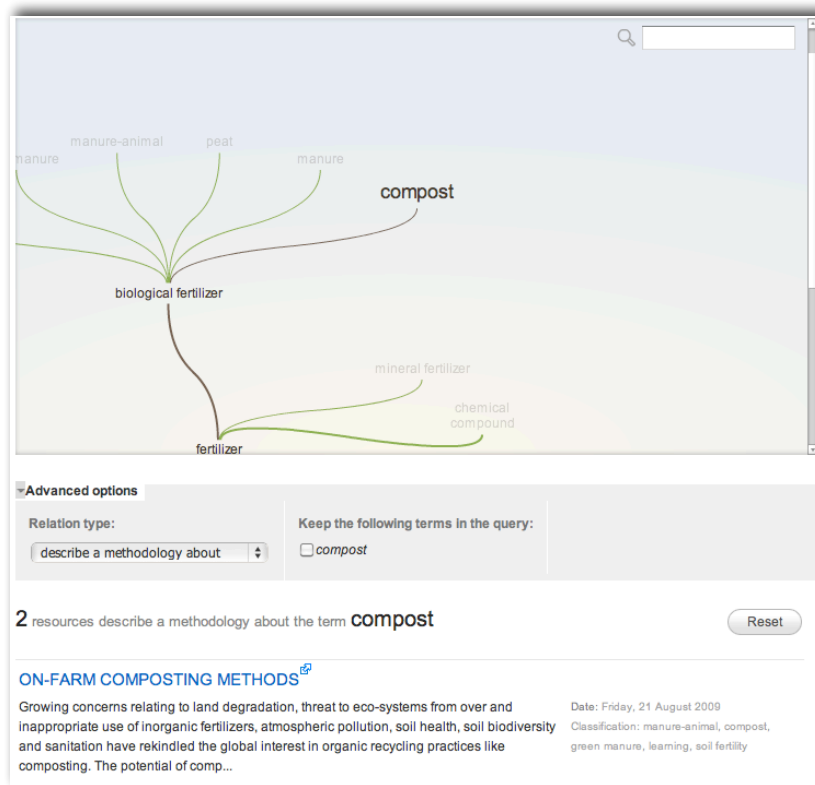 manure-animal
peat
manure
manure
compost
biological fertilizer
mineral fertilizer
chemical
compound
fertilizer
Advanced options
Relation type:
Keep the following terms in the query:
describe a methodology about
compost
2 resources describe a methodology about the term compost
Reset
ON-FARM COMPOSTING METHODS
Growing concerns relating to land degradation, threat to eco-systems from over and
inappropriate use of inorganic fertilizers, atmospheric pollution, soil health, soil biodiversity
and sanitation have rekindled the global interest in organic recycling practices like
composting. The potential of comp...
Date: Friday, 21 August 2009
Classification: manure-animal, compost,
green manure, learning, soil fertility